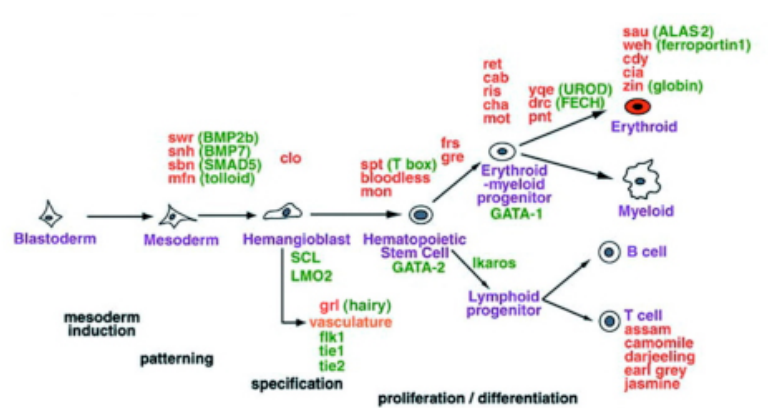 sau (ALAS2)
weh (ferroportin1)
cdy
cia
zin (globin)
Erythroid
ret
cab
ris
cha
mot
yqe (UROD)
drc (FECH)
pnt
frs
gre
Erythroid
-myeloid
progenitor
GATA-1
Myeloid
swr (BMP2b)
snh (BMP7)
sbn (SMAD5)
mfn (tolloid)
clo
spt (T box)
bloodless
mon
Blastoderm
Mesoderm
Hemangioblast
SCL
LMO2
Hematopoietic
Stem Cell
GATA-2
Ikaros
B cell
Lymphoid
progenitor
T cell
assam
camomile
darjeeling
earl grey
jasmine
grl (hairy)
vasculature
flk1
tie1
tie2
mesoderm
induction
patterning
specification
proliferation / differentiation